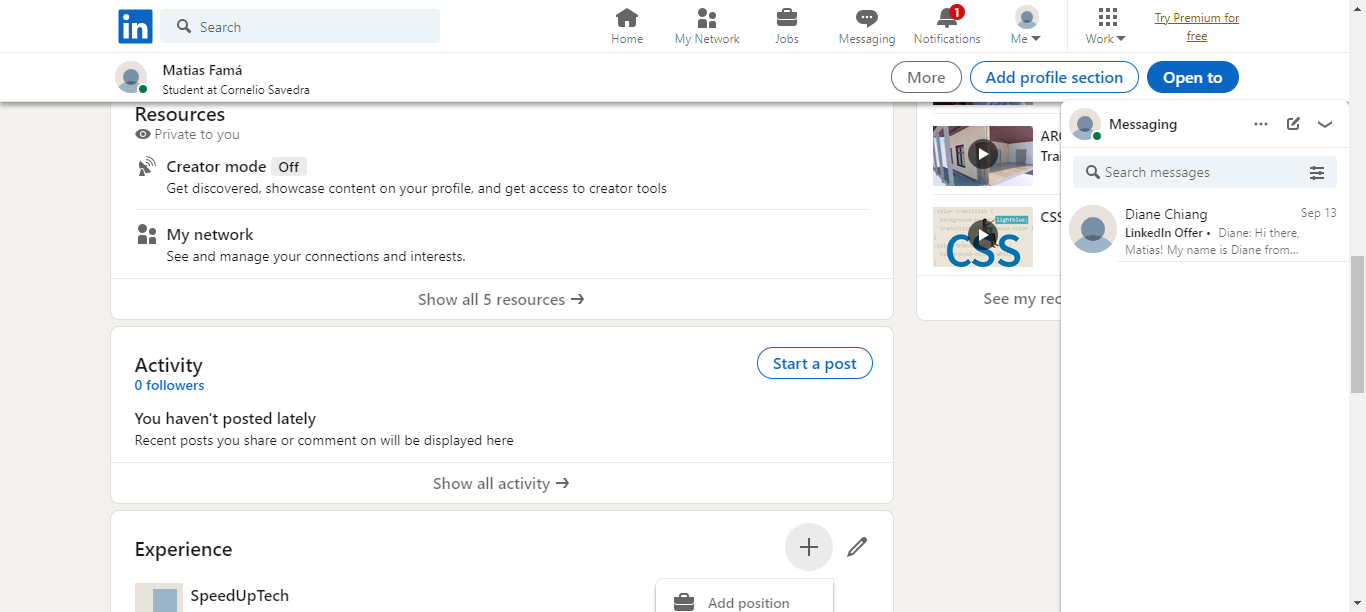 in
Search
Home
My Network
Jobs
Messaging
1
Notifications
Me
Work
Try Premium for
free
Matias Famá
Student at Cornelio Savedra
More
Add profile section
Open to
Resources
Private to you
Creator mode Off
Get discovered, showcase content on your profile, and get access to creator tools
My network
See and manage your connections and interests.
Show all 5 resources →
Activity
0 followers
Start a post
You haven't posted lately
Recent posts you share or comment on will be displayed here
Show all activity →
Experience
SpeedUpTech
Add position
Trai
CSS
lightblue;
CSS
See my rec
Messaging
Search messages
Diane Chiang
Sep 13
LinkedIn Offer • Diane: Hi there,
Matias! My name is Diane from...